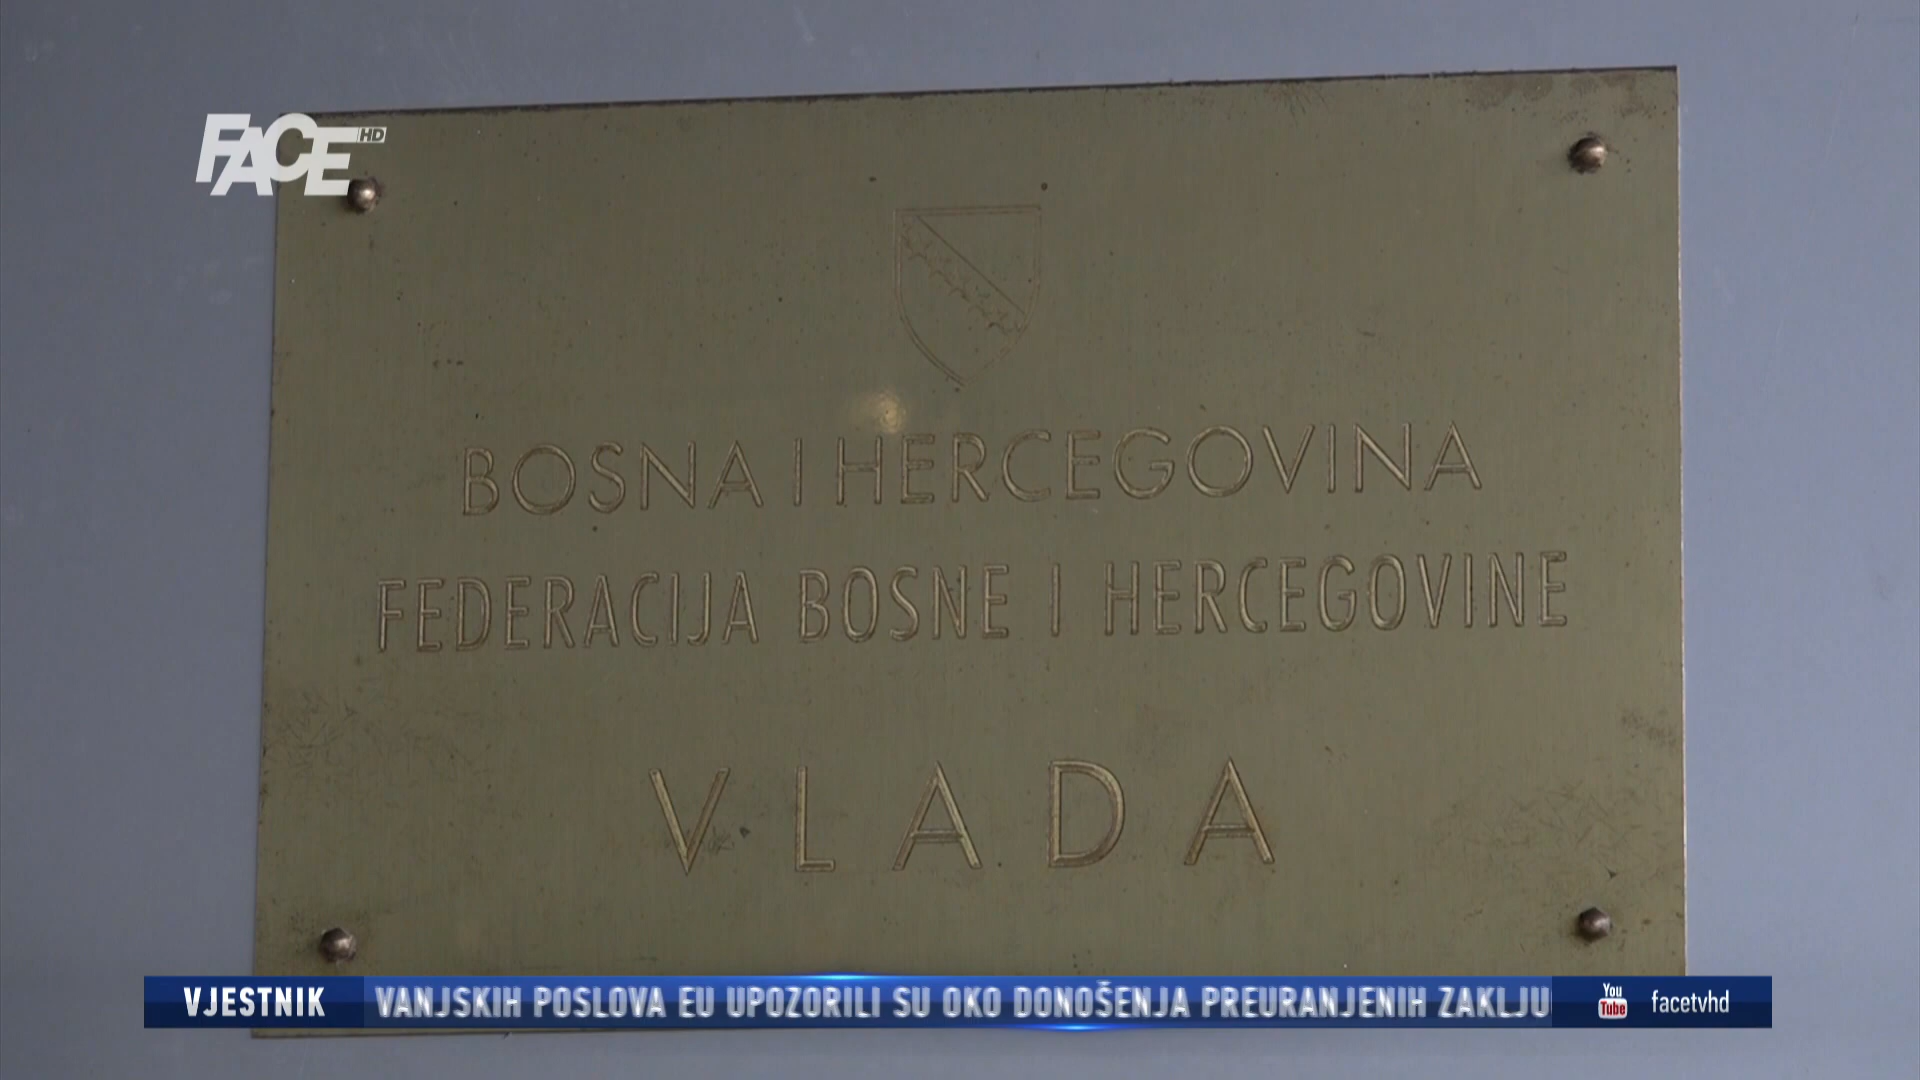 FACE HD
BOSNA I HERCEGOVINA
FEDERACIJA BOSNE I HERCEGOVINE
VLADA
VJESTNIK
VANJSKIH POSLOVA EU UPOZORILI SU OKO DONOŠENJA PREURANJENIH ZAKLJU
You Tube
facetvhd